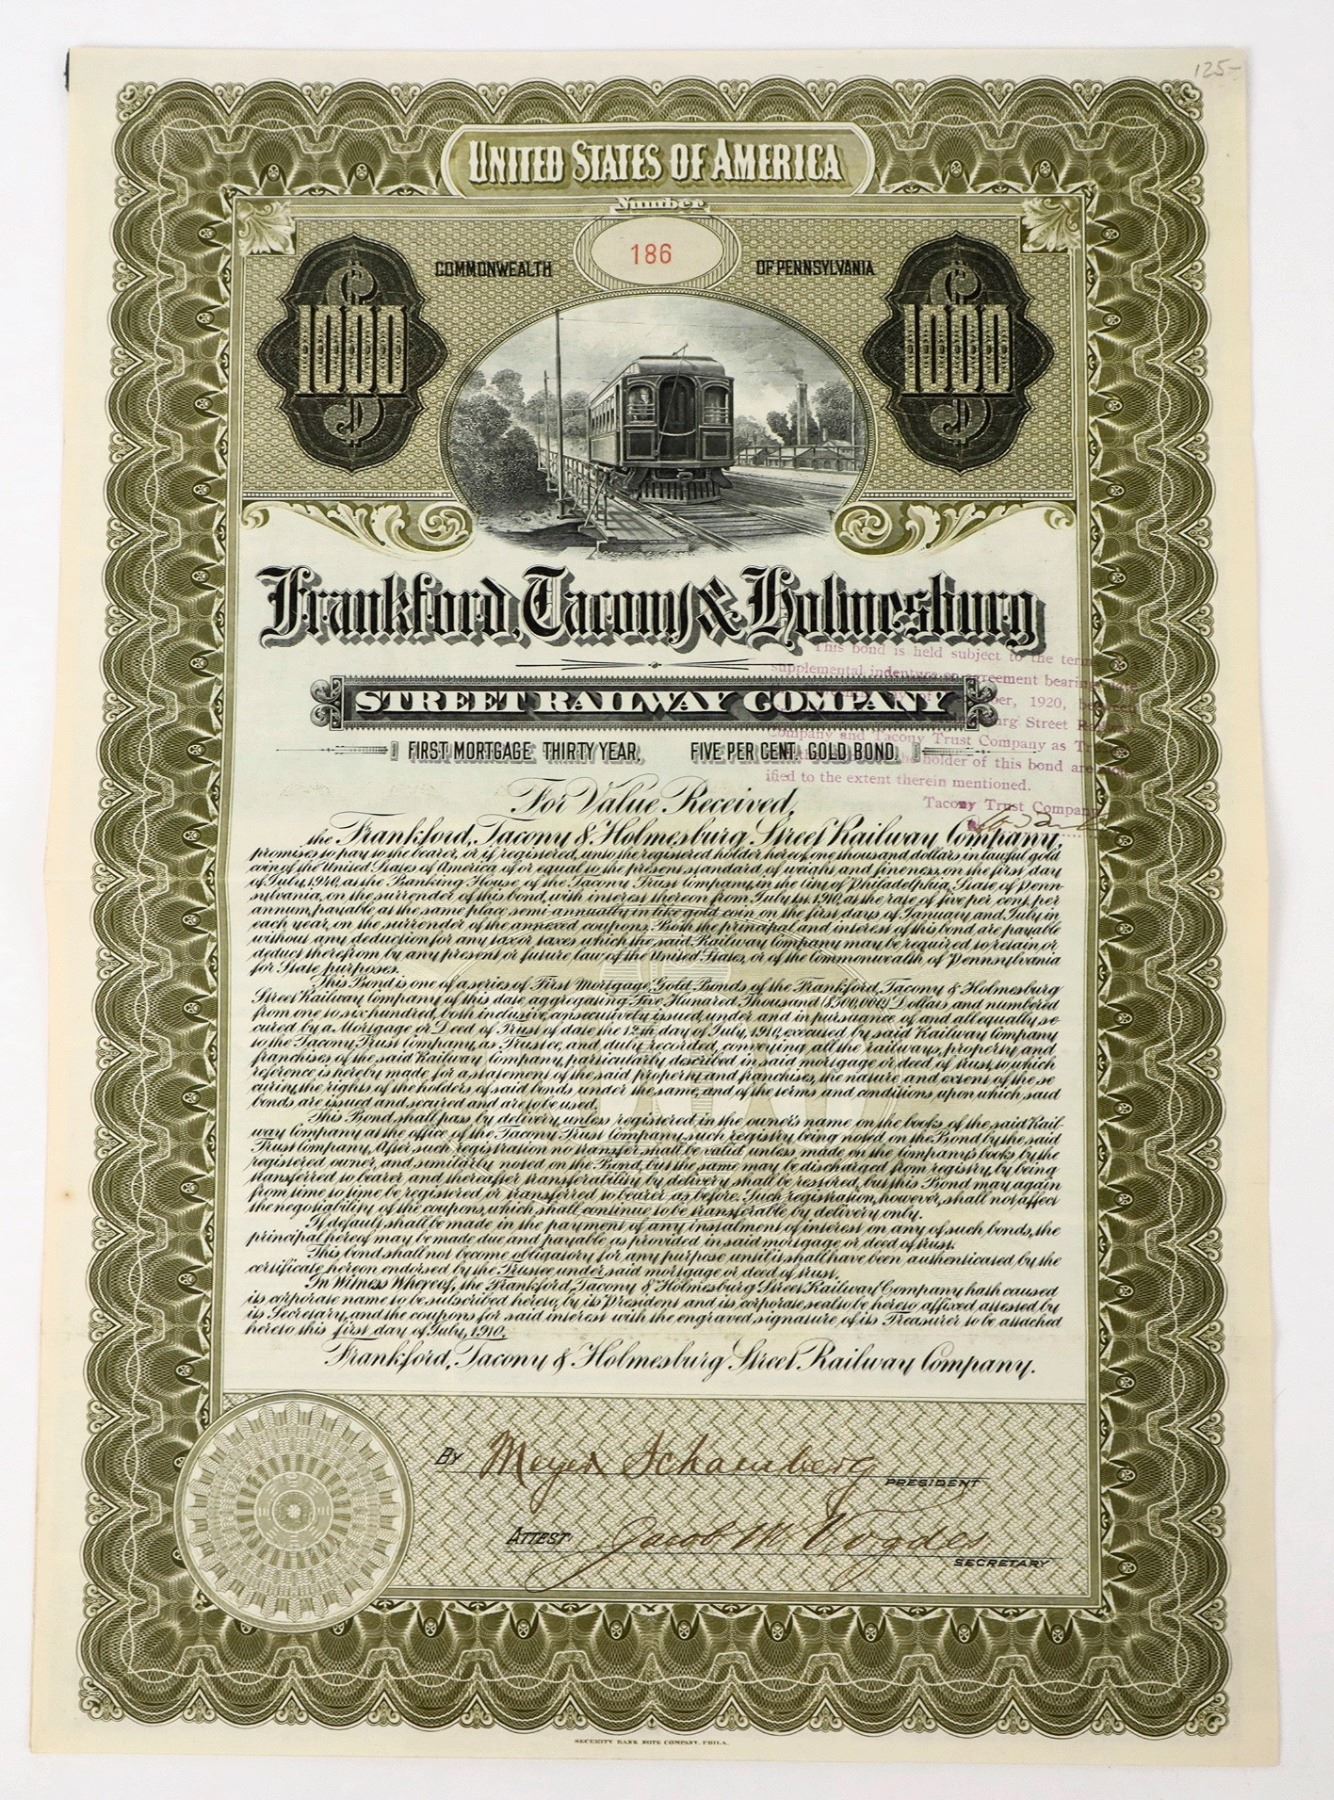 125-
UNITED STATES OF AMERICA
Number
186
COMMONWEALTH OF PENNSYLVANIA
$ 1000
$ 1000
Frankford, Tacony & Holmesburg
STREET RAILWAY COMPANY
FIRST MORTGAGE THIRTY YEAR, FIVE PER CENT. GOLD BOND.
This bond is held subject to the
supplemental indenture or agreement bearing
1920,
Street
Company and Tacony Trust Company as
holder of this bond are
ified to the extent therein mentioned.
Tacony Trust Company
For Value Received,
the Frankford, Tacony & Holmesburg Street Railway Company,
promises to pay to the bearer, or if registered, unto the registered holder hereof, one thousand dollars in lawful gold
coin of the United States of America of or equal to the present standard of weight and fineness, on the first day
of July, 1940, at the Banking House of the Tacony Trust Company, in the City of Philadelphia, State of Penn-
sylvania, on the surrender of this bond, with interest thereon from July 1st, 1910, at the rate of five per cent. per
annum, payable at the same place semi-annually in like gold coin on the first days of January and July in
each year, on the surrender of the annexed coupons. Both the principal and interest of this bond are payable
without any deduction for any tax or taxes which the said Railway Company may be required to retain or
deduct therefrom by any present or future law of the United States, or of the Commonwealth of Pennsylvania
for State purposes.
This Bond is one of a series of First Mortgage Gold Bonds of the Frankford, Tacony & Holmesburg
Street Railway Company of this date, aggregating Five Hundred Thousand ($500,000) Dollars and numbered
from one to six hundred, both inclusive, consecutively issued, under and in pursuance of, and all equally se-
cured by a Mortgage or Deed of Trust of date the 12th day of July, 1910, executed by said Railway Company
to the Tacony Trust Company, as Trustee, and duly recorded, conveying all the railways, property and
franchises of the said Railway Company, particularly described in said mortgage or deed of trust, to which
reference is hereby made for a statement of the said property and franchises, the nature and extent of the se
curity, the rights of the holders of said bonds under the same, and of the terms and conditions upon which said
bonds are issued and secured and are to be used.
This Bond shall pass by delivery, unless registered in the owner's name on the books of the said Rail-
way Company at the office of the Tacony Trust Company, such registry being noted on the Bond by the said
Trust Company. After such registration no transfer shall be valid, unless made on the Company's books by the
registered owner, and similarly noted on the Bond, but the same may be discharged from registry, by being
transferred to bearer and thereafter transferability by delivery shall be restored, but this Bond may again
from time to time be registered or transferred to bearer as before. Such registration, however, shall not affect
the negotiability of the coupons, which shall continue to be transferable by delivery only.
If default shall be made in the payment of any instalment of interest on any of such bonds, the
principal hereof may be made due and payable as provided in said mortgage or deed of trust.
This bond shall not become obligatory for any purpose until it shall have been authenticated by the
certificate hereon endorsed by the Trustee under said mortgage or deed of trust.
In Witness Whereof, the Frankford, Tacony & Holmesburg Street Railway Company hath caused
its corporate name to be subscribed hereto, by its President and its corporate seal to be hereto affixed attested by
its Secretary, and the coupons for said interest with the engraved signature of its Treasurer to be attached
hereto this first day of July, 1910.
Frankford, Tacony & Holmesburg Street Railway Company.
BY Meyer Schamberg PRESIDENT
ATTEST Jacob M Vogdes SECRETARY
SECURITY BANK NOTE COMPANY, PHILA.